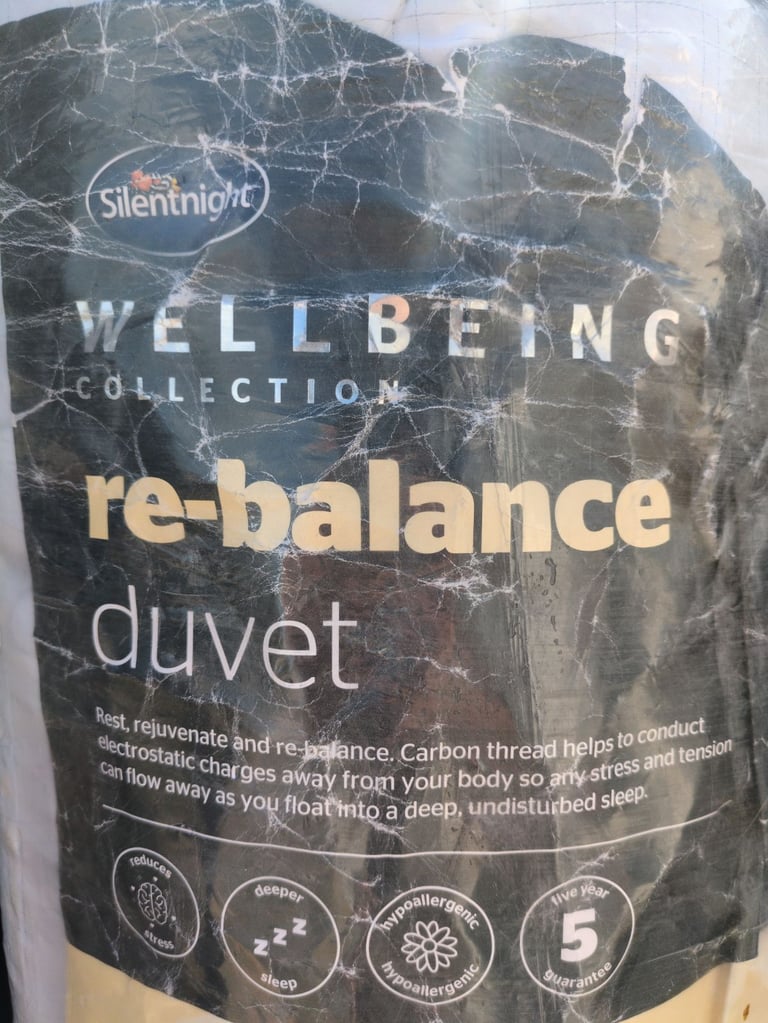 Silentnight
WELLBEING
COLLECTION
re-balance
duvet
Rest, rejuvenate and re-balance. Carbon thread helps to conduct
electrostatic charges away from your body so any stress and tension
can flow away as you float into a deep, undisturbed sleep.
reduces
stress
deeper
zzz
sleep
hypoallergenic
hypoallergenic
five year
5
guarantee